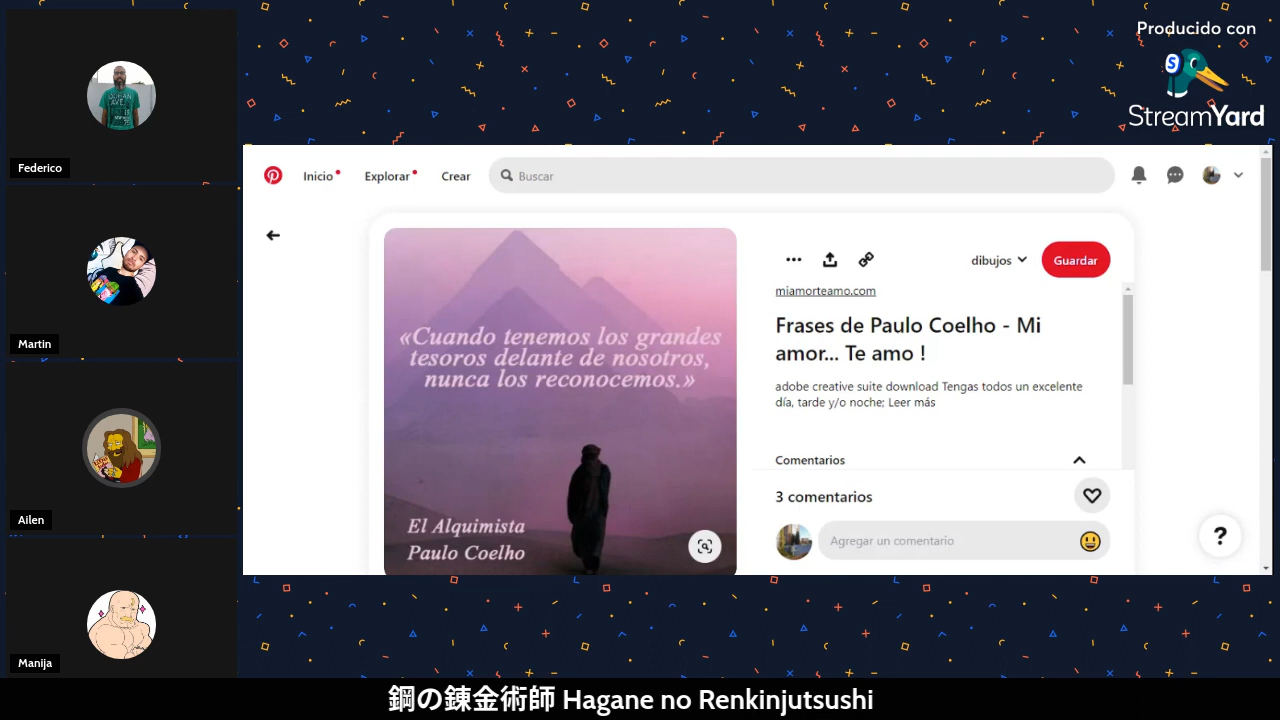 Producido con
StreamYard
Federico
Martin
Ailen
Manija
Inicio
Explorar
Crear
Buscar
«Cuando tenemos los grandes
tesoros delante de nosotros,
nunca los reconocemos.»
El Alquimista
Paulo Coelho
dibujos
Guardar
miamorteamo.com
Frases de Paulo Coelho - Mi
amor... Te amo !
adobe creative suite download Tengas todos un excelente
día, tarde y/o noche; Leer más
Comentarios
3 comentarios
Agregar un comentario
?
鋼の錬金術師 Hagane no Renkinjutsushi